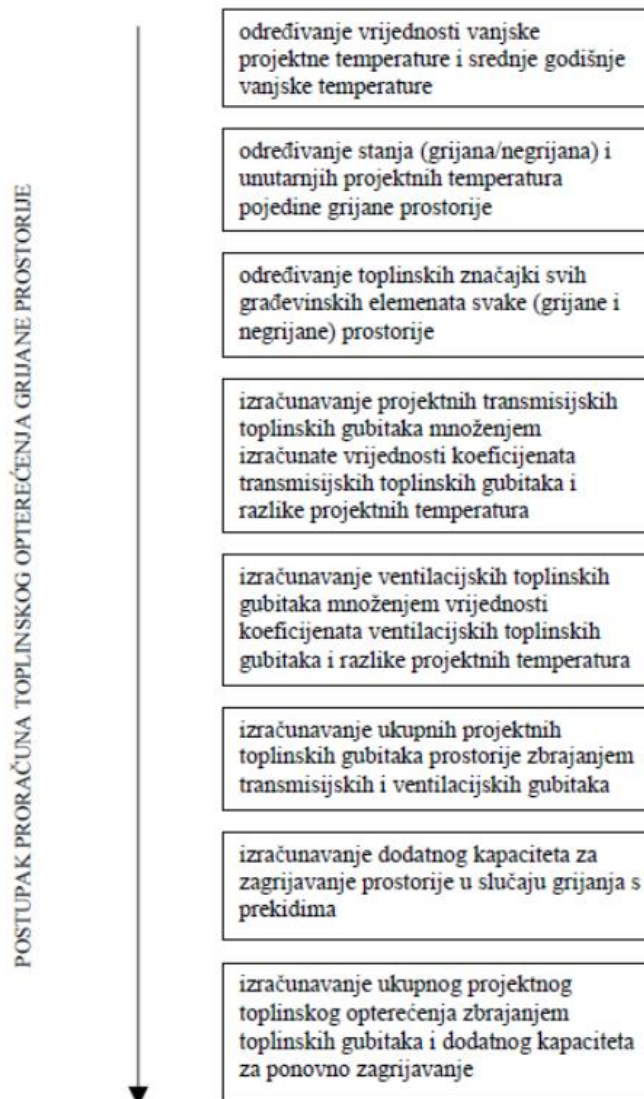 POSTUPAK PRORAČUNA TOPLINSKOG OPTEREĆENJA GRIJANE PROSTORIJE
određivanje vrijednosti vanjske
projektne temperature i srednje godišnje
vanjske temperature
određivanje stanja (grijana/negrijana) i
unutarnjih projektnih temperatura
pojedine grijane prostorije
određivanje toplinskih značajki svih
građevinskih elemenata svake (grijane i
negrijane) prostorije
izračunavanje projektnih transmisijskih
toplinskih gubitaka množenjem
izračunate vrijednosti koeficijenata
transmisijskih toplinskih gubitaka i
razlike projektnih temperatura
izračunavanje ventilacijskih toplinskih
gubitaka množenjem vrijednosti
koeficijenata ventilacijskih toplinskih
gubitaka i razlike projektnih temperatura
izračunavanje ukupnih projektnih
toplinskih gubitaka prostorije zbrajanjem
transmisijskih i ventilacijskih gubitaka
izračunavanje dodatnog kapaciteta za
zagrijavanje prostorije u slučaju grijanja s
prekidima
izračunavanje ukupnog projektnog
toplinskog opterećenja zbrajanjem
toplinskih gubitaka i dodatnog kapaciteta
za ponovno zagrijavanje